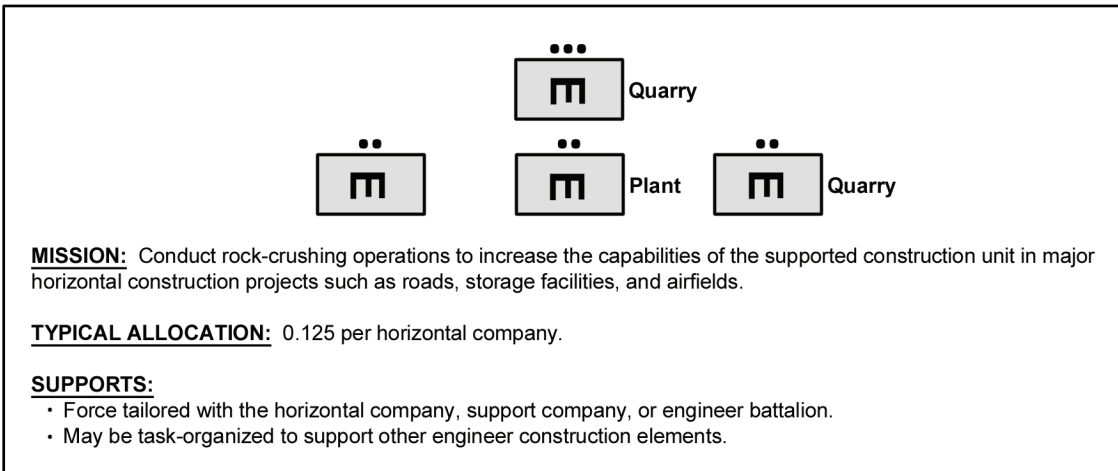 Quarry
Plant
Quarry
MISSION: Conduct rock-crushing operations to increase the capabilities of the supported construction unit in major
horizontal construction projects such as roads, storage facilities, and airfields.
TYPICAL ALLOCATION: 0.125 per horizontal company.
SUPPORTS:
• Force tailored with the horizontal company, support company, or engineer battalion.
• May be task-organized to support other engineer construction elements.